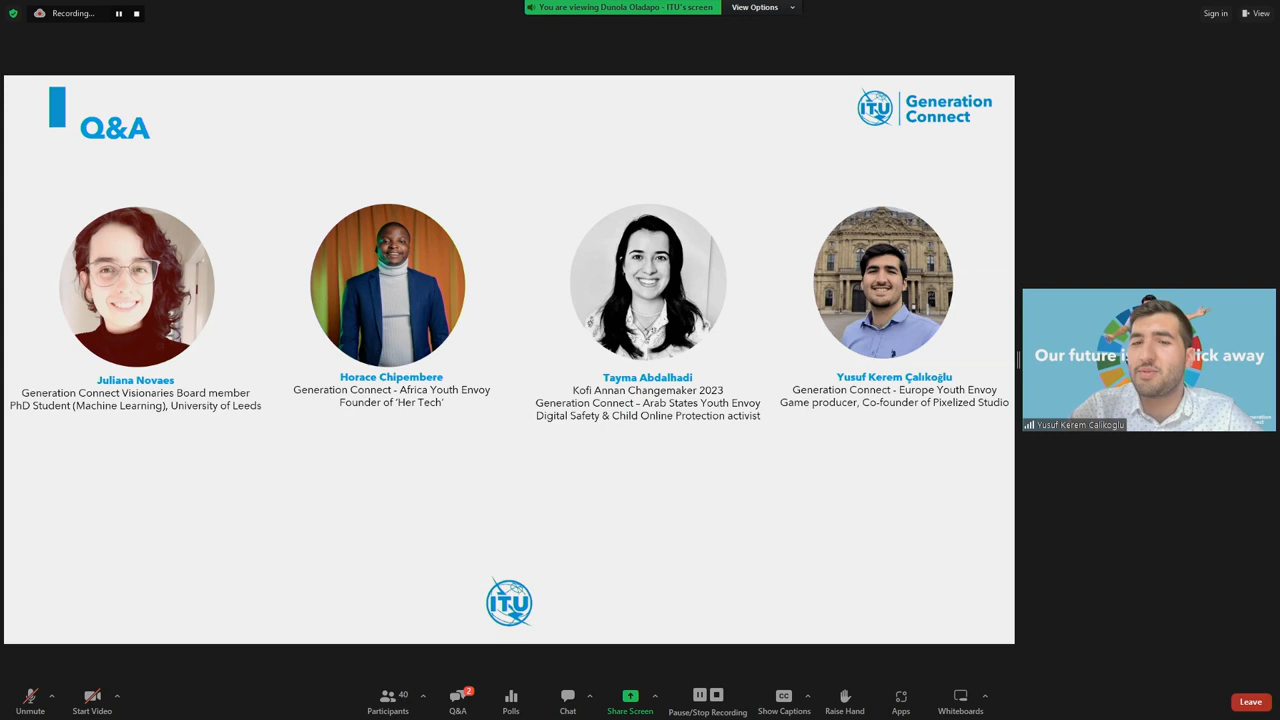 Recording...
You are viewing Dunola Oladapo - ITU's screen
View Options
Sign in
View
Q&A
ITU
Generation
Connect
Juliana Novaes
Generation Connect Visionaries Board member
PhD Student (Machine Learning), University of Leeds
Horace Chipembere
Generation Connect - Africa Youth Envoy
Founder of ‘Her Tech’
Tayma Abdalhadi
Kofi Annan Changemaker 2023
Generation Connect – Arab States Youth Envoy
Digital Safety & Child Online Protection activist
Yusuf Kerem Çalıkoğlu
Generation Connect - Europe Youth Envoy
Game producer, Co-founder of Pixelized Studio
Our future is lick away
Yusuf Kerem Calikoglu
ITU
Unmute
Start Video
40
Participants
2
Q&A
Polls
Chat
Share Screen
Pause/Stop Recording
CC
Show Captions
Raise Hand
Apps
Whiteboards
Leave